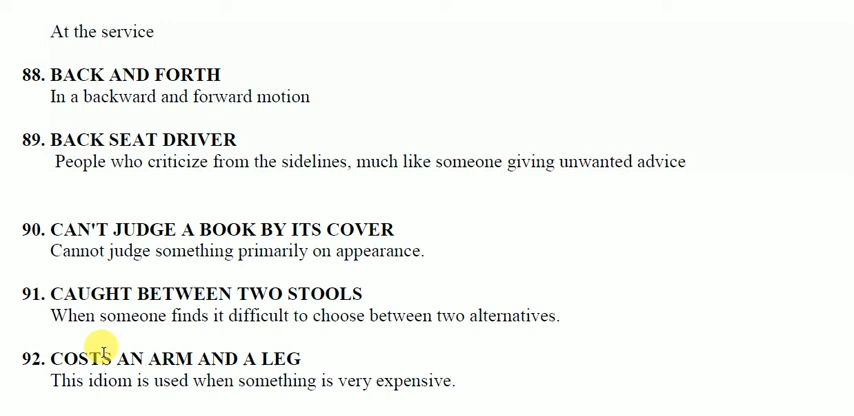 At the service
88. BACK AND FORTH
In a backward and forward motion
89. BACK SEAT DRIVER
People who criticize from the sidelines, much like someone giving unwanted advice
90. CAN'T JUDGE A BOOK BY ITS COVER
Cannot judge something primarily on appearance.
91. CAUGHT BETWEEN TWO STOOLS
When someone finds it difficult to choose between two alternatives.
92. COSTS AN ARM AND A LEG
This idiom is used when something is very expensive.